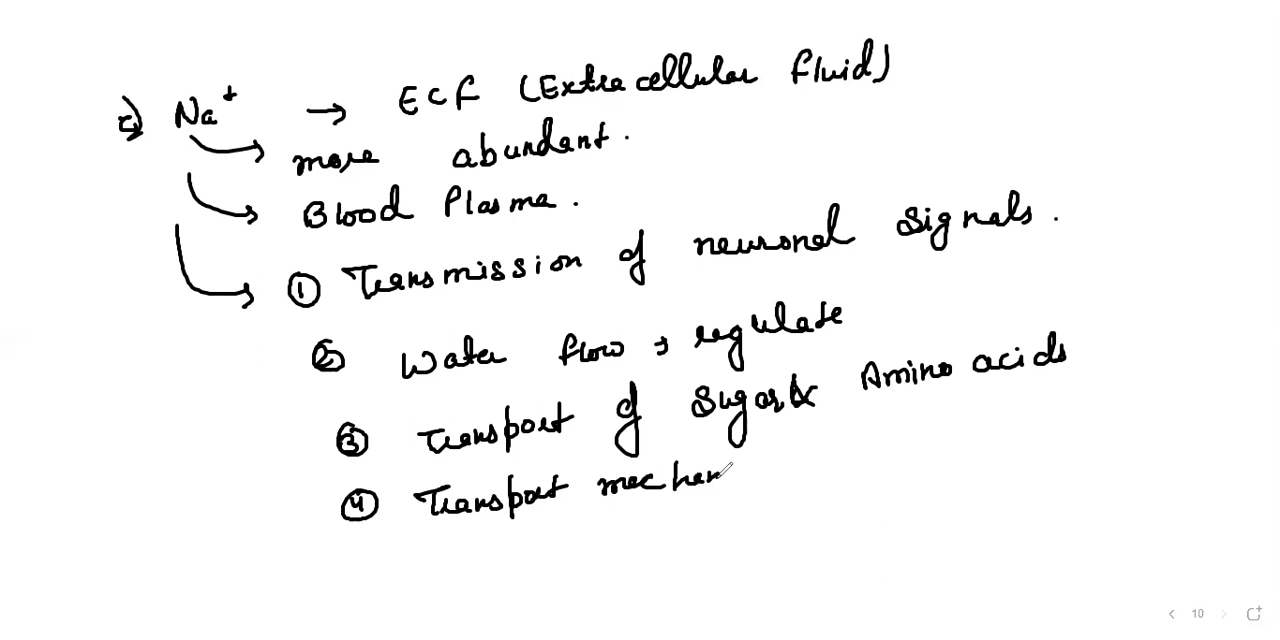 c) Na⁺ → ECF (Extracellular fluid)
→ more abundant.
→ Blood Plasma.
→ ① Transmission of neuronal signals.
② Water flow → regulate
③ Transport of Sugar & Amino acids
④ Transport mechan
< 10 >